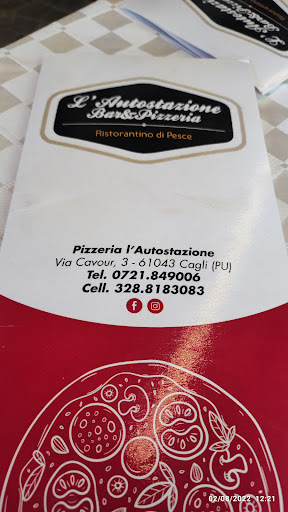 L'Autostazione
Bar&Pizzeria
Ristorantino di Pesce
Pizzeria l'Autostazione
Via Cavour, 3 - 61043 Cagli (PU)
Tel. 0721.849006
Cell. 328.8183083
02/08/2022 12:21